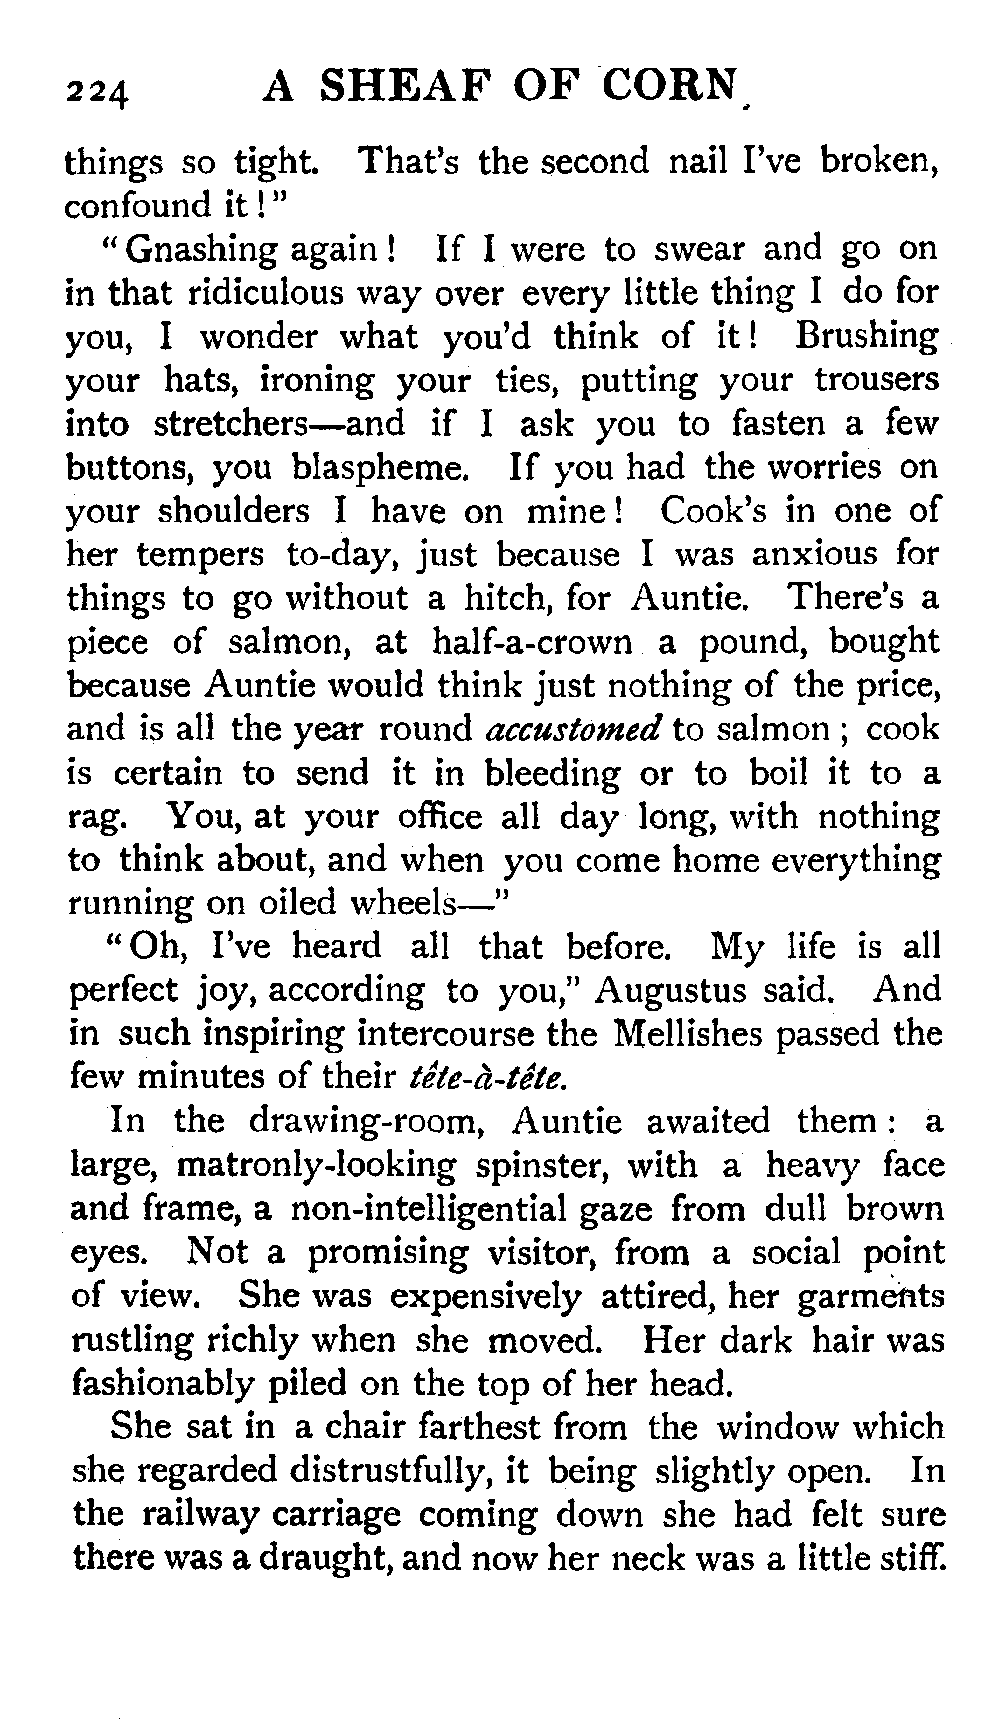 224 A SHEAF OF CORN
things so tight. That's the second nail I've broken,
confound it!"
"Gnashing again! If I were to swear and go on
in that ridiculous way over every little thing I do for
you, I wonder what you'd think of it! Brushing
your hats, ironing your ties, putting your trousers
into stretchers—and if I ask you to fasten a few
buttons, you blaspheme. If you had the worries on
your shoulders I have on mine! Cook's in one of
her tempers to-day, just because I was anxious for
things to go without a hitch, for Auntie. There's a
piece of salmon, at half-a-crown a pound, bought
because Auntie would think just nothing of the price,
and is all the year round accustomed to salmon; cook
is certain to send it in bleeding or to boil it to a
rag. You, at your office all day long, with nothing
to think about, and when you come home everything
running on oiled wheels—"
"Oh, I've heard all that before. My life is all
perfect joy, according to you," Augustus said. And
in such inspiring intercourse the Mellishes passed the
few minutes of their tête-à-tête.
In the drawing-room, Auntie awaited them: a
large, matronly-looking spinster, with a heavy face
and frame, a non-intelligential gaze from dull brown
eyes. Not a promising visitor, from a social point
of view. She was expensively attired, her garments
rustling richly when she moved. Her dark hair was
fashionably piled on the top of her head.
She sat in a chair farthest from the window which
she regarded distrustfully, it being slightly open. In
the railway carriage coming down she had felt sure
there was a draught, and now her neck was a little stiff.